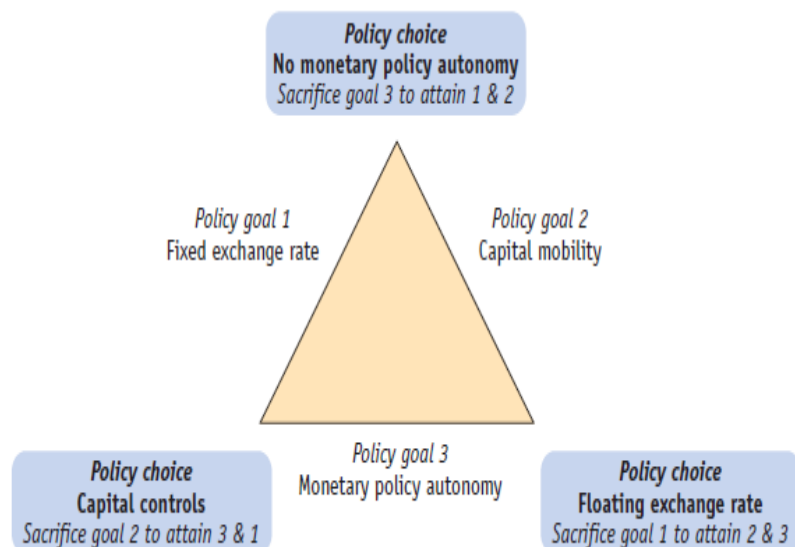 Policy choice
No monetary policy autonomy
Sacrifice goal 3 to attain 1 & 2
Policy goal 1
Fixed exchange rate
Policy goal 2
Capital mobility
Policy goal 3
Monetary policy autonomy
Policy choice
Capital controls
Sacrifice goal 2 to attain 3 & 1
Policy choice
Floating exchange rate
Sacrifice goal 1 to attain 2 & 3